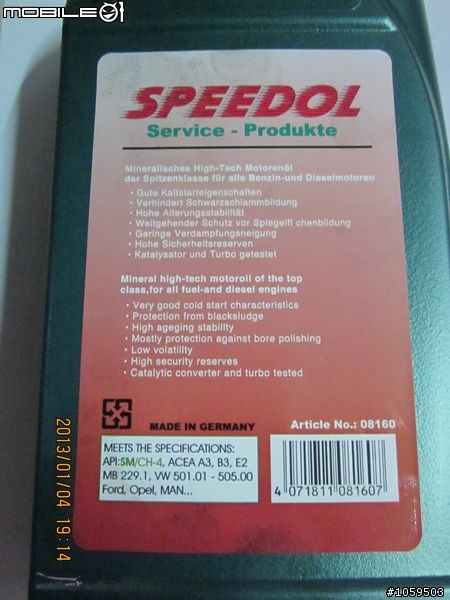 MOBILE01
SPEEDOL
Service - Produkte
Mineralisches High-Tech Motorenöl
der Spitzenklasse für alle Benzin-und Dieselmotoren
· Gute Kaltstarteigenschaften
· Verhindert Schwarzschlammbildung
· Hohe Alterungsstabilität
· Weitgehender Schutz vor Spiegelfi chenbildung
· Geringe Verdampfungsneigung
· Hohe Sicherheitsreserven
· Katalysator und Turbo getestet
Mineral high-tech motoroil of the top
class,for all fuel-and diesel engines
· Very good cold start characteristics
· Protection from blacksludge
· High ageging stability
· Mostly protection against bore polishing
· Low volatility
· High security reserves
· Catalytic converter and turbo tested
MADE IN GERMANY
Article No.: 08160
MEETS THE SPECIFICATIONS:
API:SM/CH-4, ACEA A3, B3, E2
MB 229.1, VW 501.01 - 505.00
Ford, Opel, MAN...
4 071811 081607
2013/01/04 19:14
#1059503